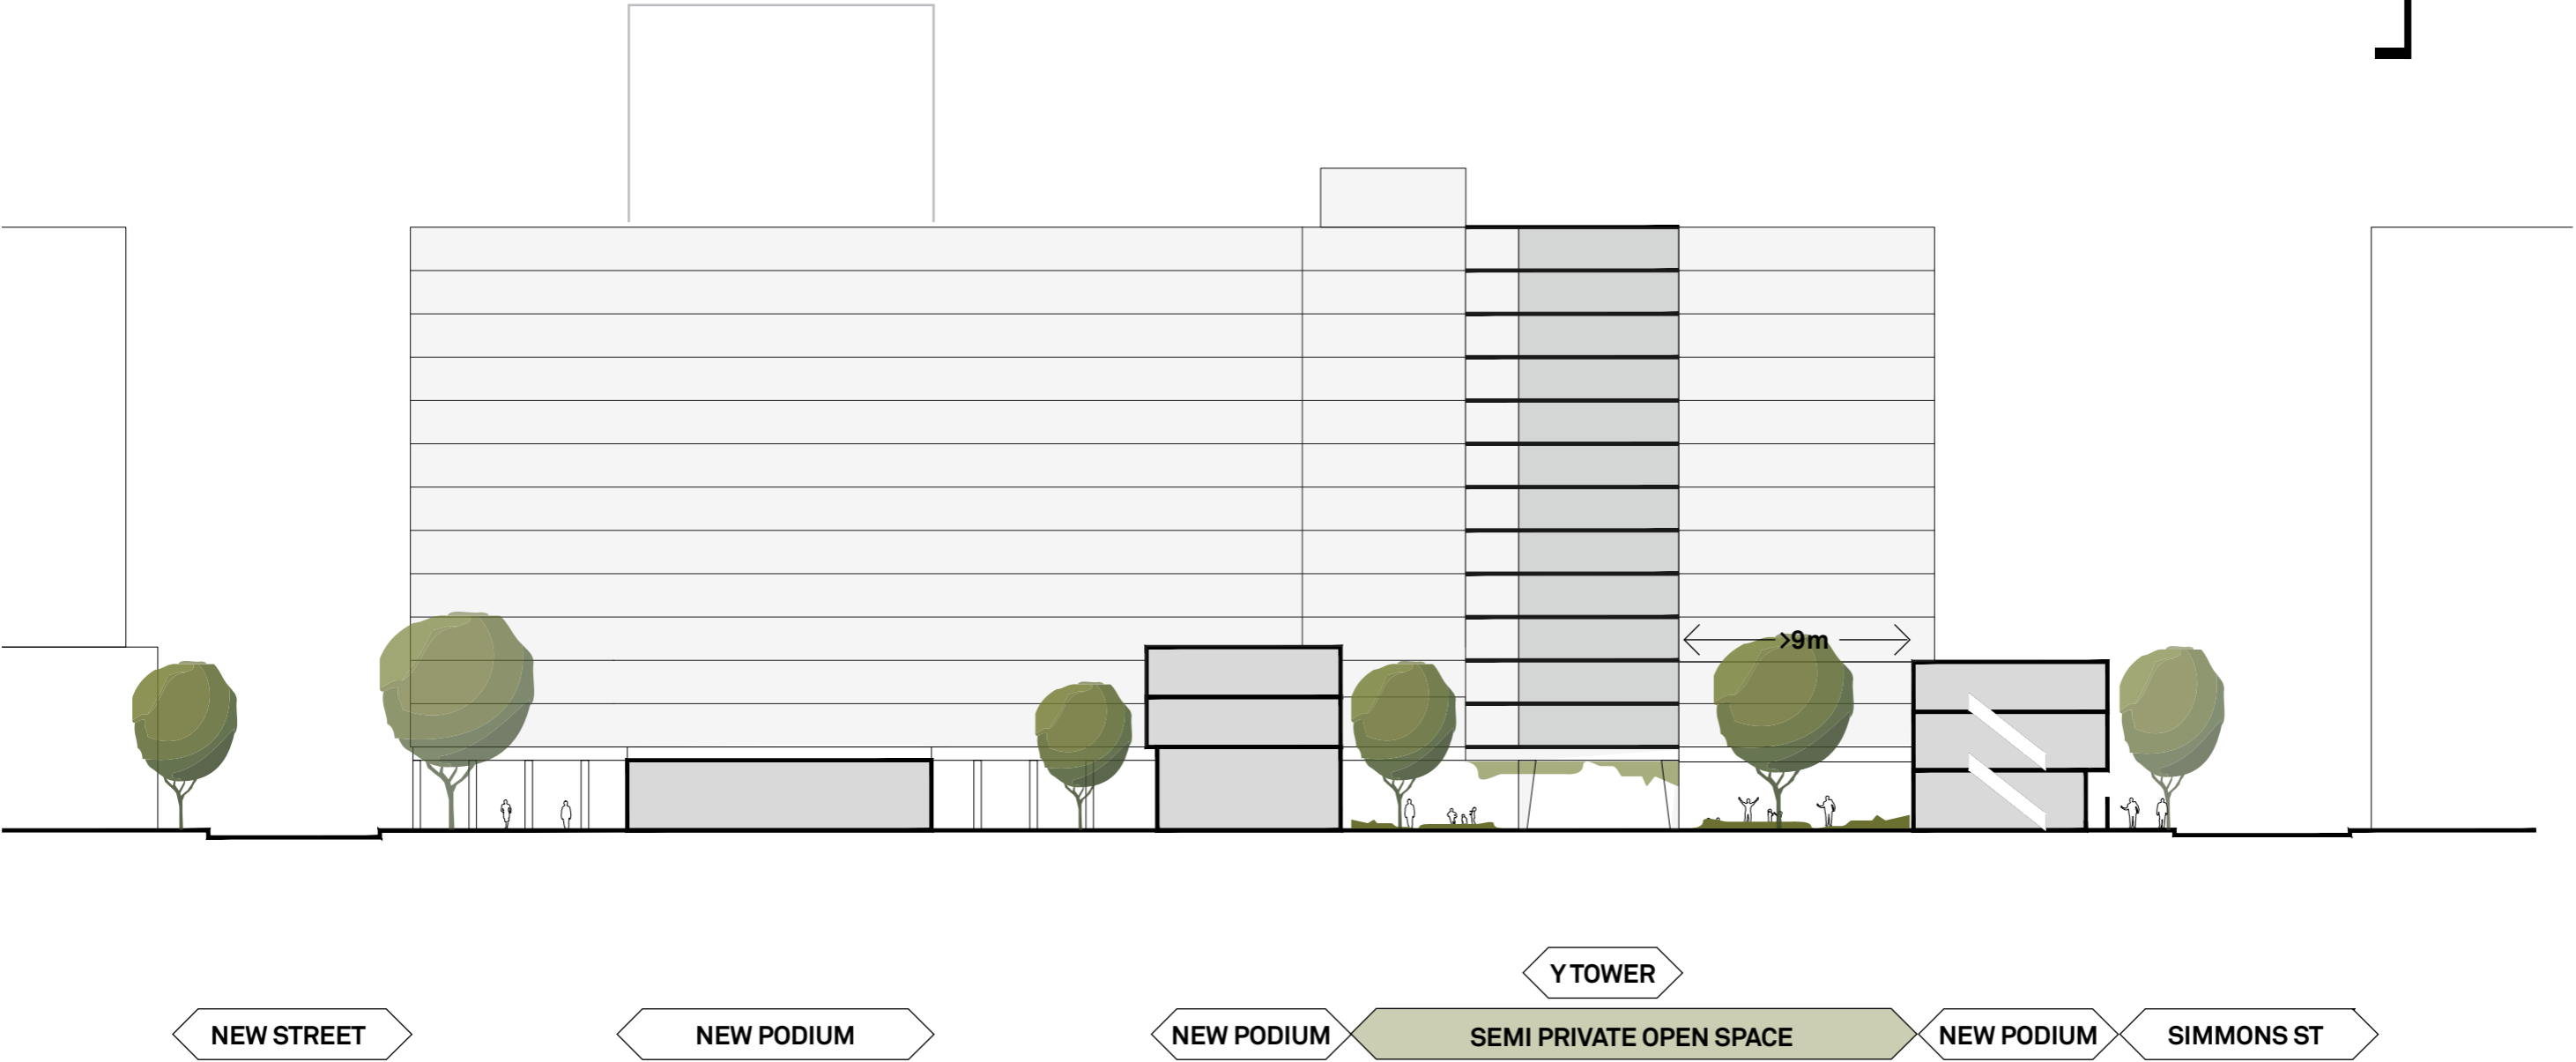 >9m
Y TOWER
NEW STREET
NEW PODIUM
NEW PODIUM
SEMI PRIVATE OPEN SPACE
NEW PODIUM
SIMMONS ST